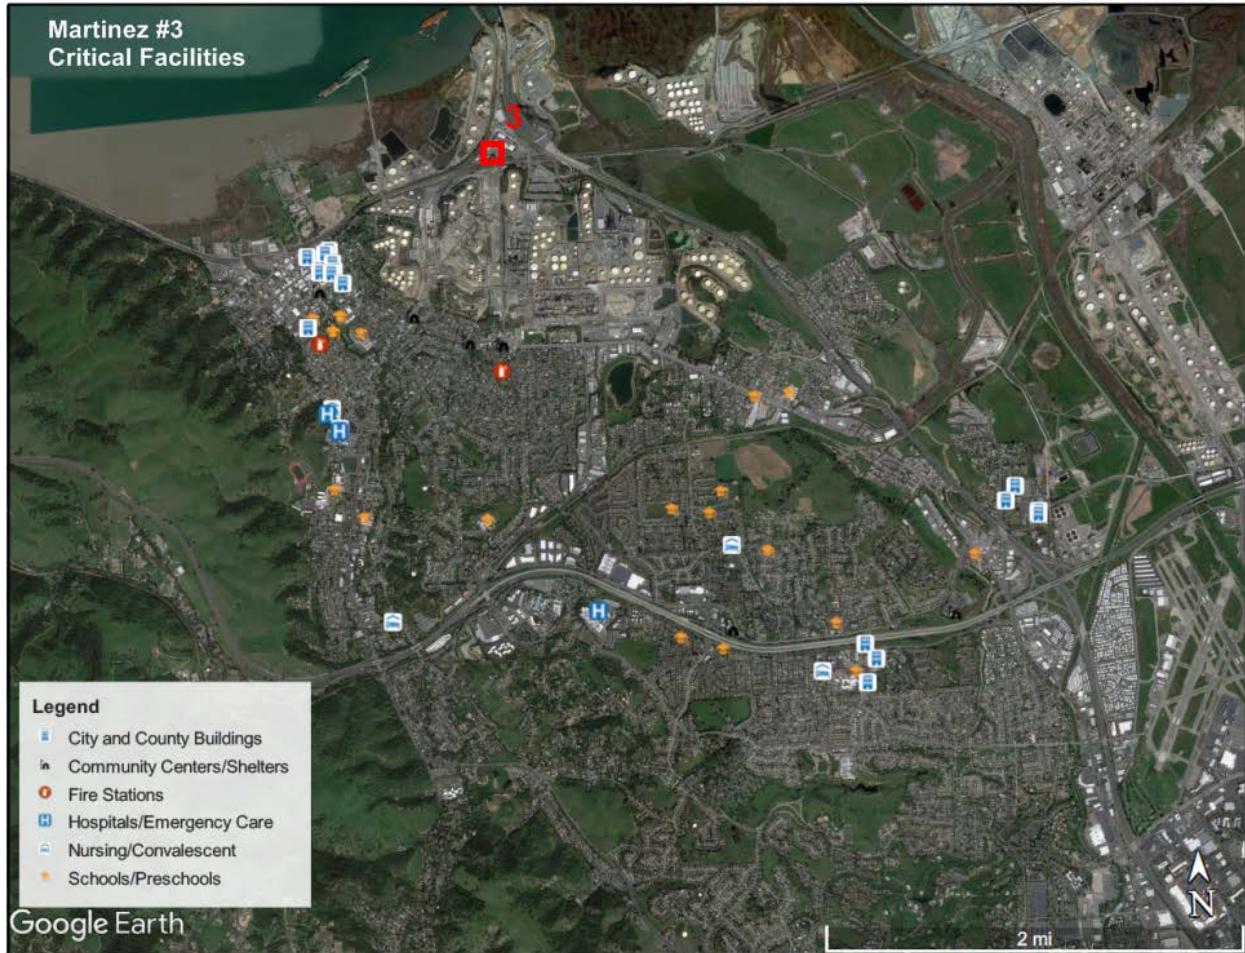 Martinez #3
Critical Facilities
3
H
H
H
Legend
City and County Buildings
Community Centers/Shelters
Fire Stations
H Hospitals/Emergency Care
Nursing/Convalescent
Schools/Preschools
Google Earth
N
2 mi